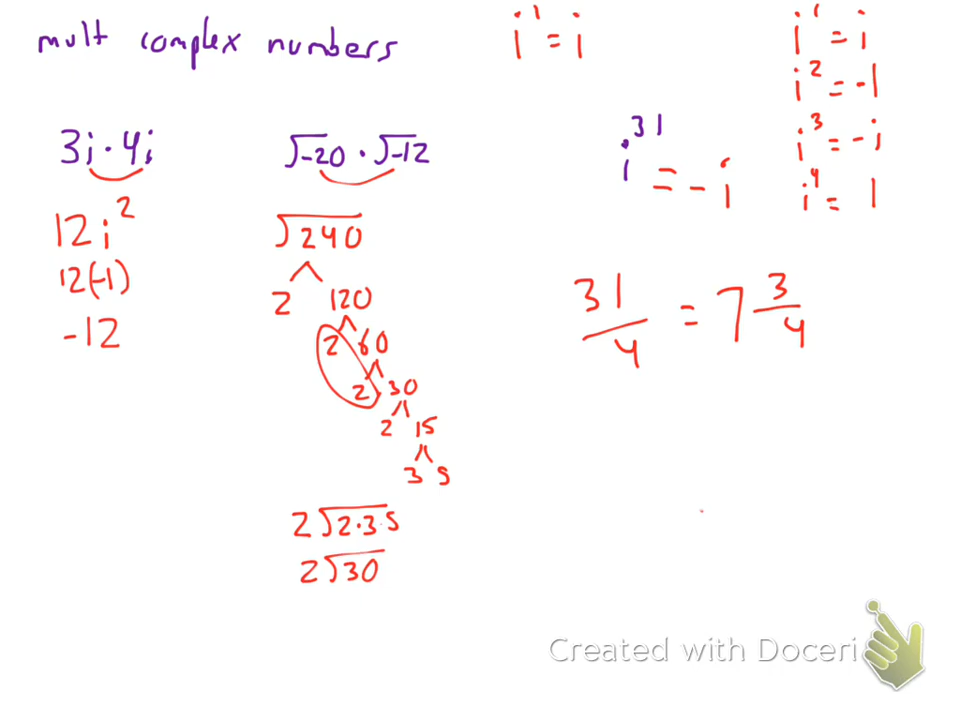 mult complex numbers
3i · 4i
12i²
12(-1)
-12
√-20 · √-12
√240
2 120
2 60
2 30
2 15
3 5
2√2·3·5
2√30
i¹ = i
i³¹ = -i
31/4 = 7 3/4
i¹ = i
i² = -1
i³ = -i
i⁴ = 1
Created with Doceri